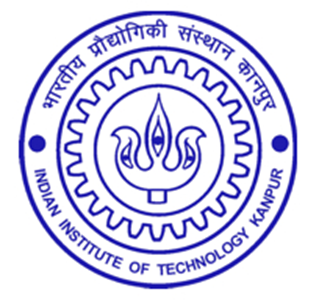 भारतीय प्रौद्योगिकी संस्थान कानपुर
INDIAN INSTITUTE OF TECHNOLOGY KANPUR